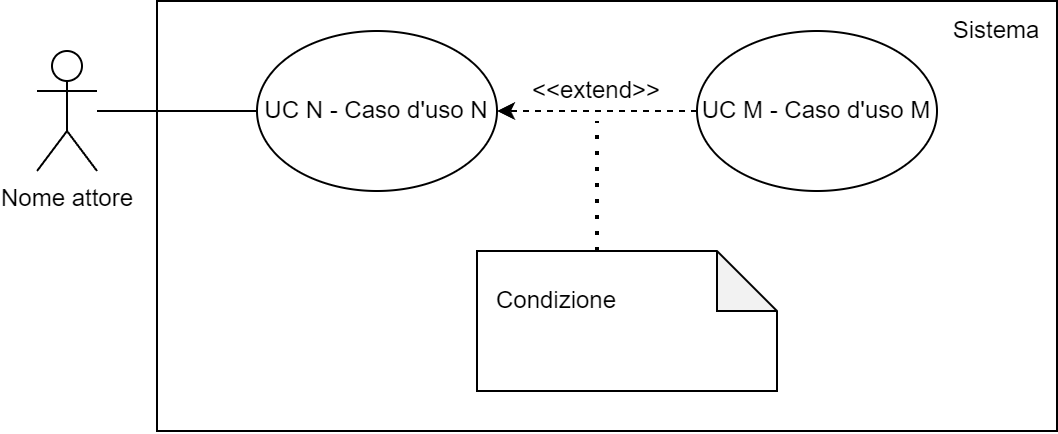 Sistema
<<extend>>
UC N - Caso d'uso N
UC M - Caso d'uso M
Nome attore
Condizione